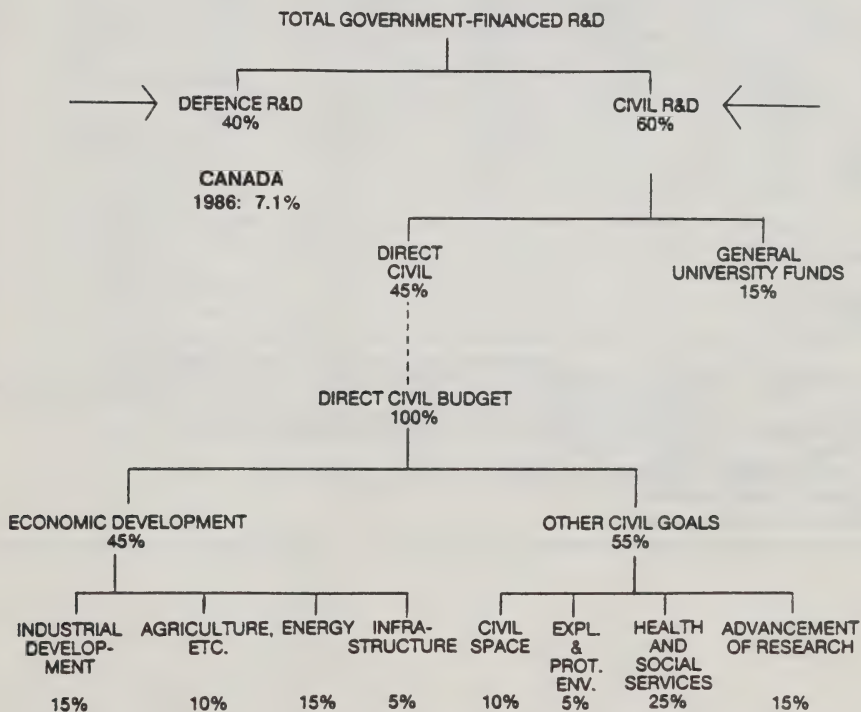 TOTAL GOVERNMENT-FINANCED R&D
DEFENCE R&D
40%
CIVIL R&D
60%
CANADA
1986: 7.1%
DIRECT
CIVIL
45%
GENERAL
UNIVERSITY FUNDS
15%
DIRECT CIVIL BUDGET
100%
ECONOMIC DEVELOPMENT
45%
OTHER CIVIL GOALS
55%
INDUSTRIAL
DEVELOP-
MENT
15%
AGRICULTURE,
ETC.
10%
ENERGY
15%
INFRA-
STRUCTURE
5%
CIVIL
SPACE
10%
EXPL.
&
PROT.
ENV.
5%
HEALTH
AND
SOCIAL
SERVICES
25%
ADVANCEMENT
OF RESEARCH
15%